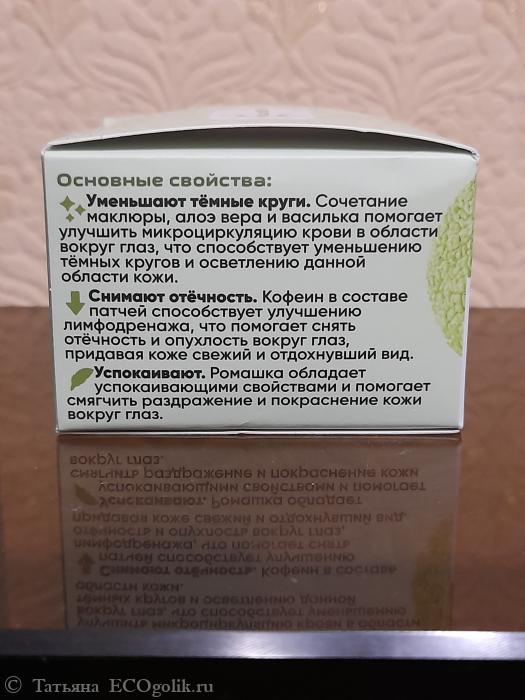 Основные свойства:
Уменьшают тёмные круги. Сочетание
маклюры, алоэ вера и василька помогает
улучшить микроциркуляцию крови в области
вокруг глаз, что способствует уменьшению
тёмных кругов и осветлению данной
области кожи.
Снимают отёчность. Кофеин в составе
патчей способствует улучшению
лимфодренажа, что помогает снять
отёчность и опухлость вокруг глаз,
придавая коже свежий и отдохнувший вид.
Успокаивают. Ромашка обладает
успокаивающими свойствами и помогает
смягчить раздражение и покраснение кожи
вокруг глаз.
© Татьяна ECOgolik.ru